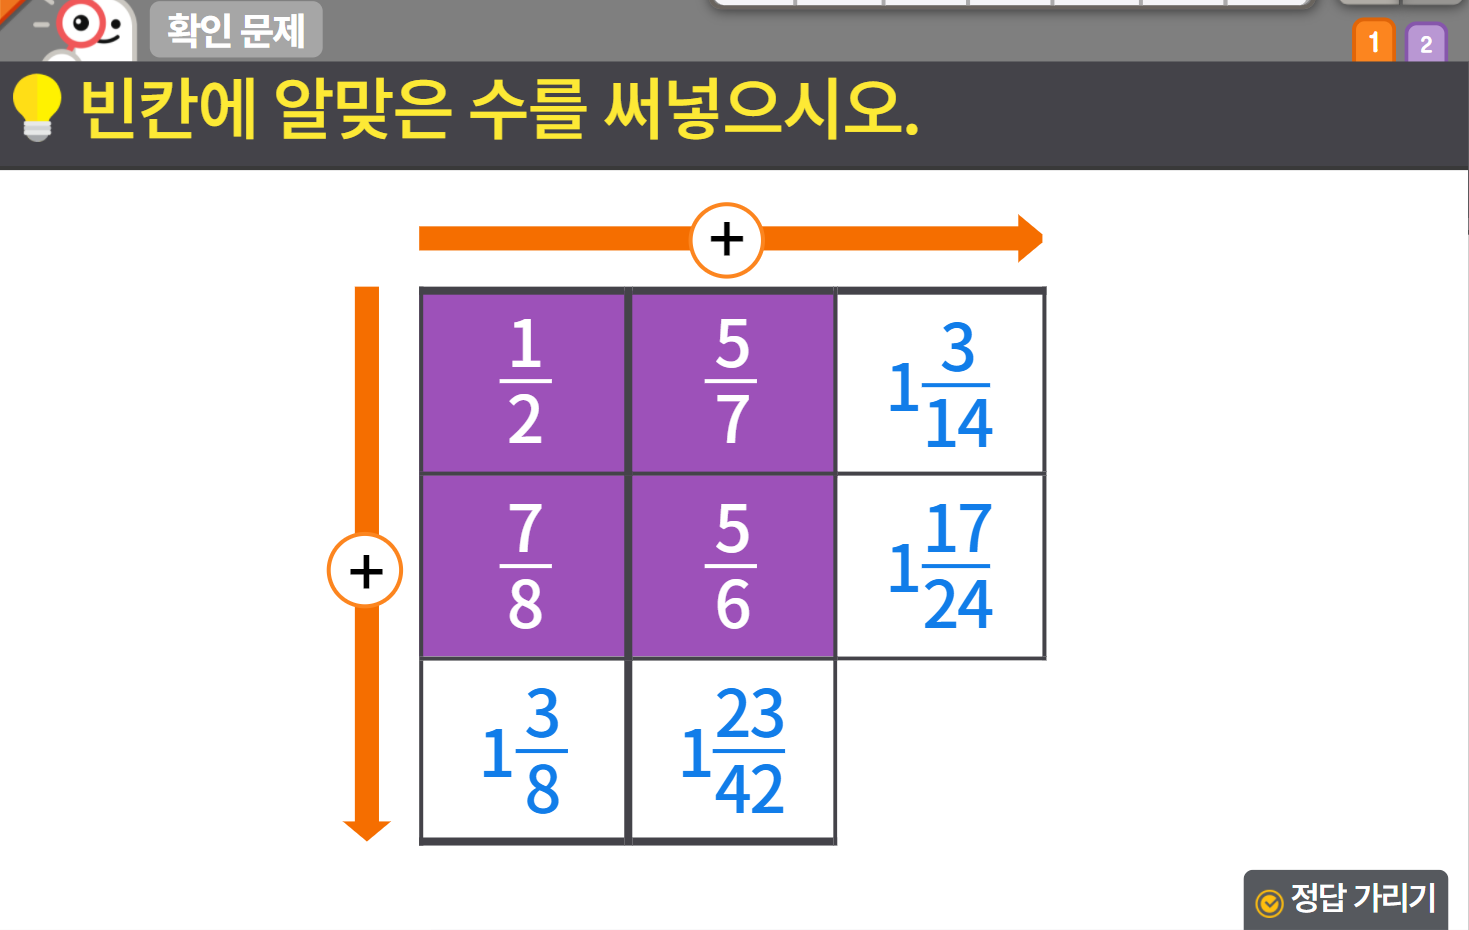 확인 문제
1 2
빈칸에 알맞은 수를 써넣으시오.
+
1/2 5/7 1 3/14
+
7/8 5/6 1 17/24
1 3/8 1 23/42
정답 가리기